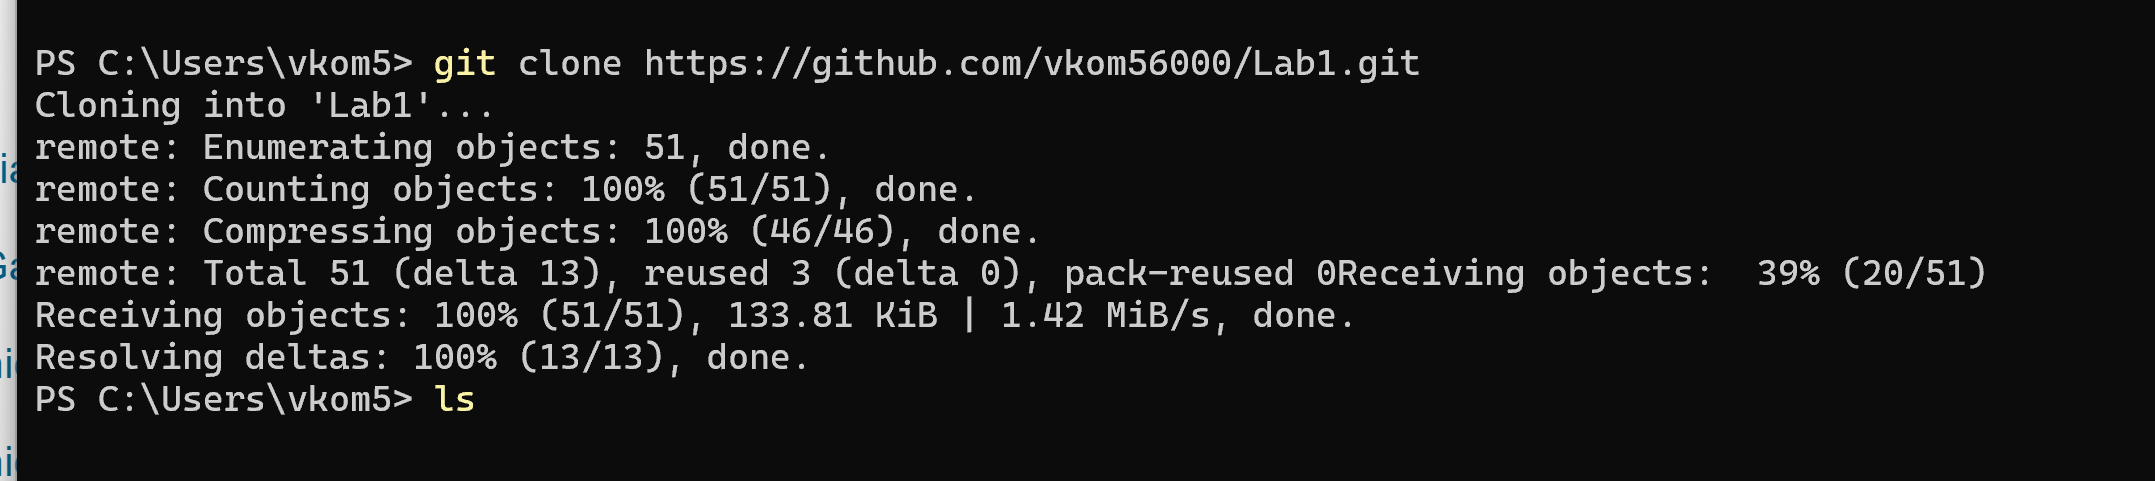 PS C:\Users\vkom5> git clone https://github.com/vkom56000/Lab1.git
Cloning into 'Lab1'...
remote: Enumerating objects: 51, done.
remote: Counting objects: 100% (51/51), done.
remote: Compressing objects: 100% (46/46), done.
remote: Total 51 (delta 13), reused 3 (delta 0), pack-reused 0Receiving objects:  39% (20/51)
Receiving objects: 100% (51/51), 133.81 KiB | 1.42 MiB/s, done.
Resolving deltas: 100% (13/13), done.
PS C:\Users\vkom5> ls